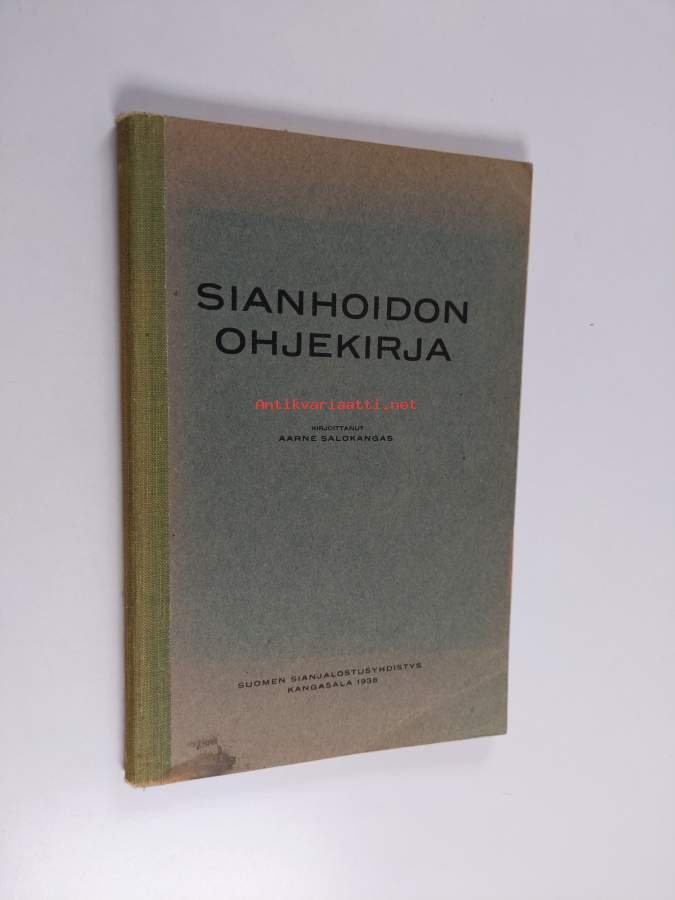 SIANHOIDON
OHJEKIRJA
Antikvariaatti.net
KIRJOITTANUT
AARNE SALOKANGAS
SUOMEN SIANJALOSTUSYHDISTYS
KANGASALA 1938